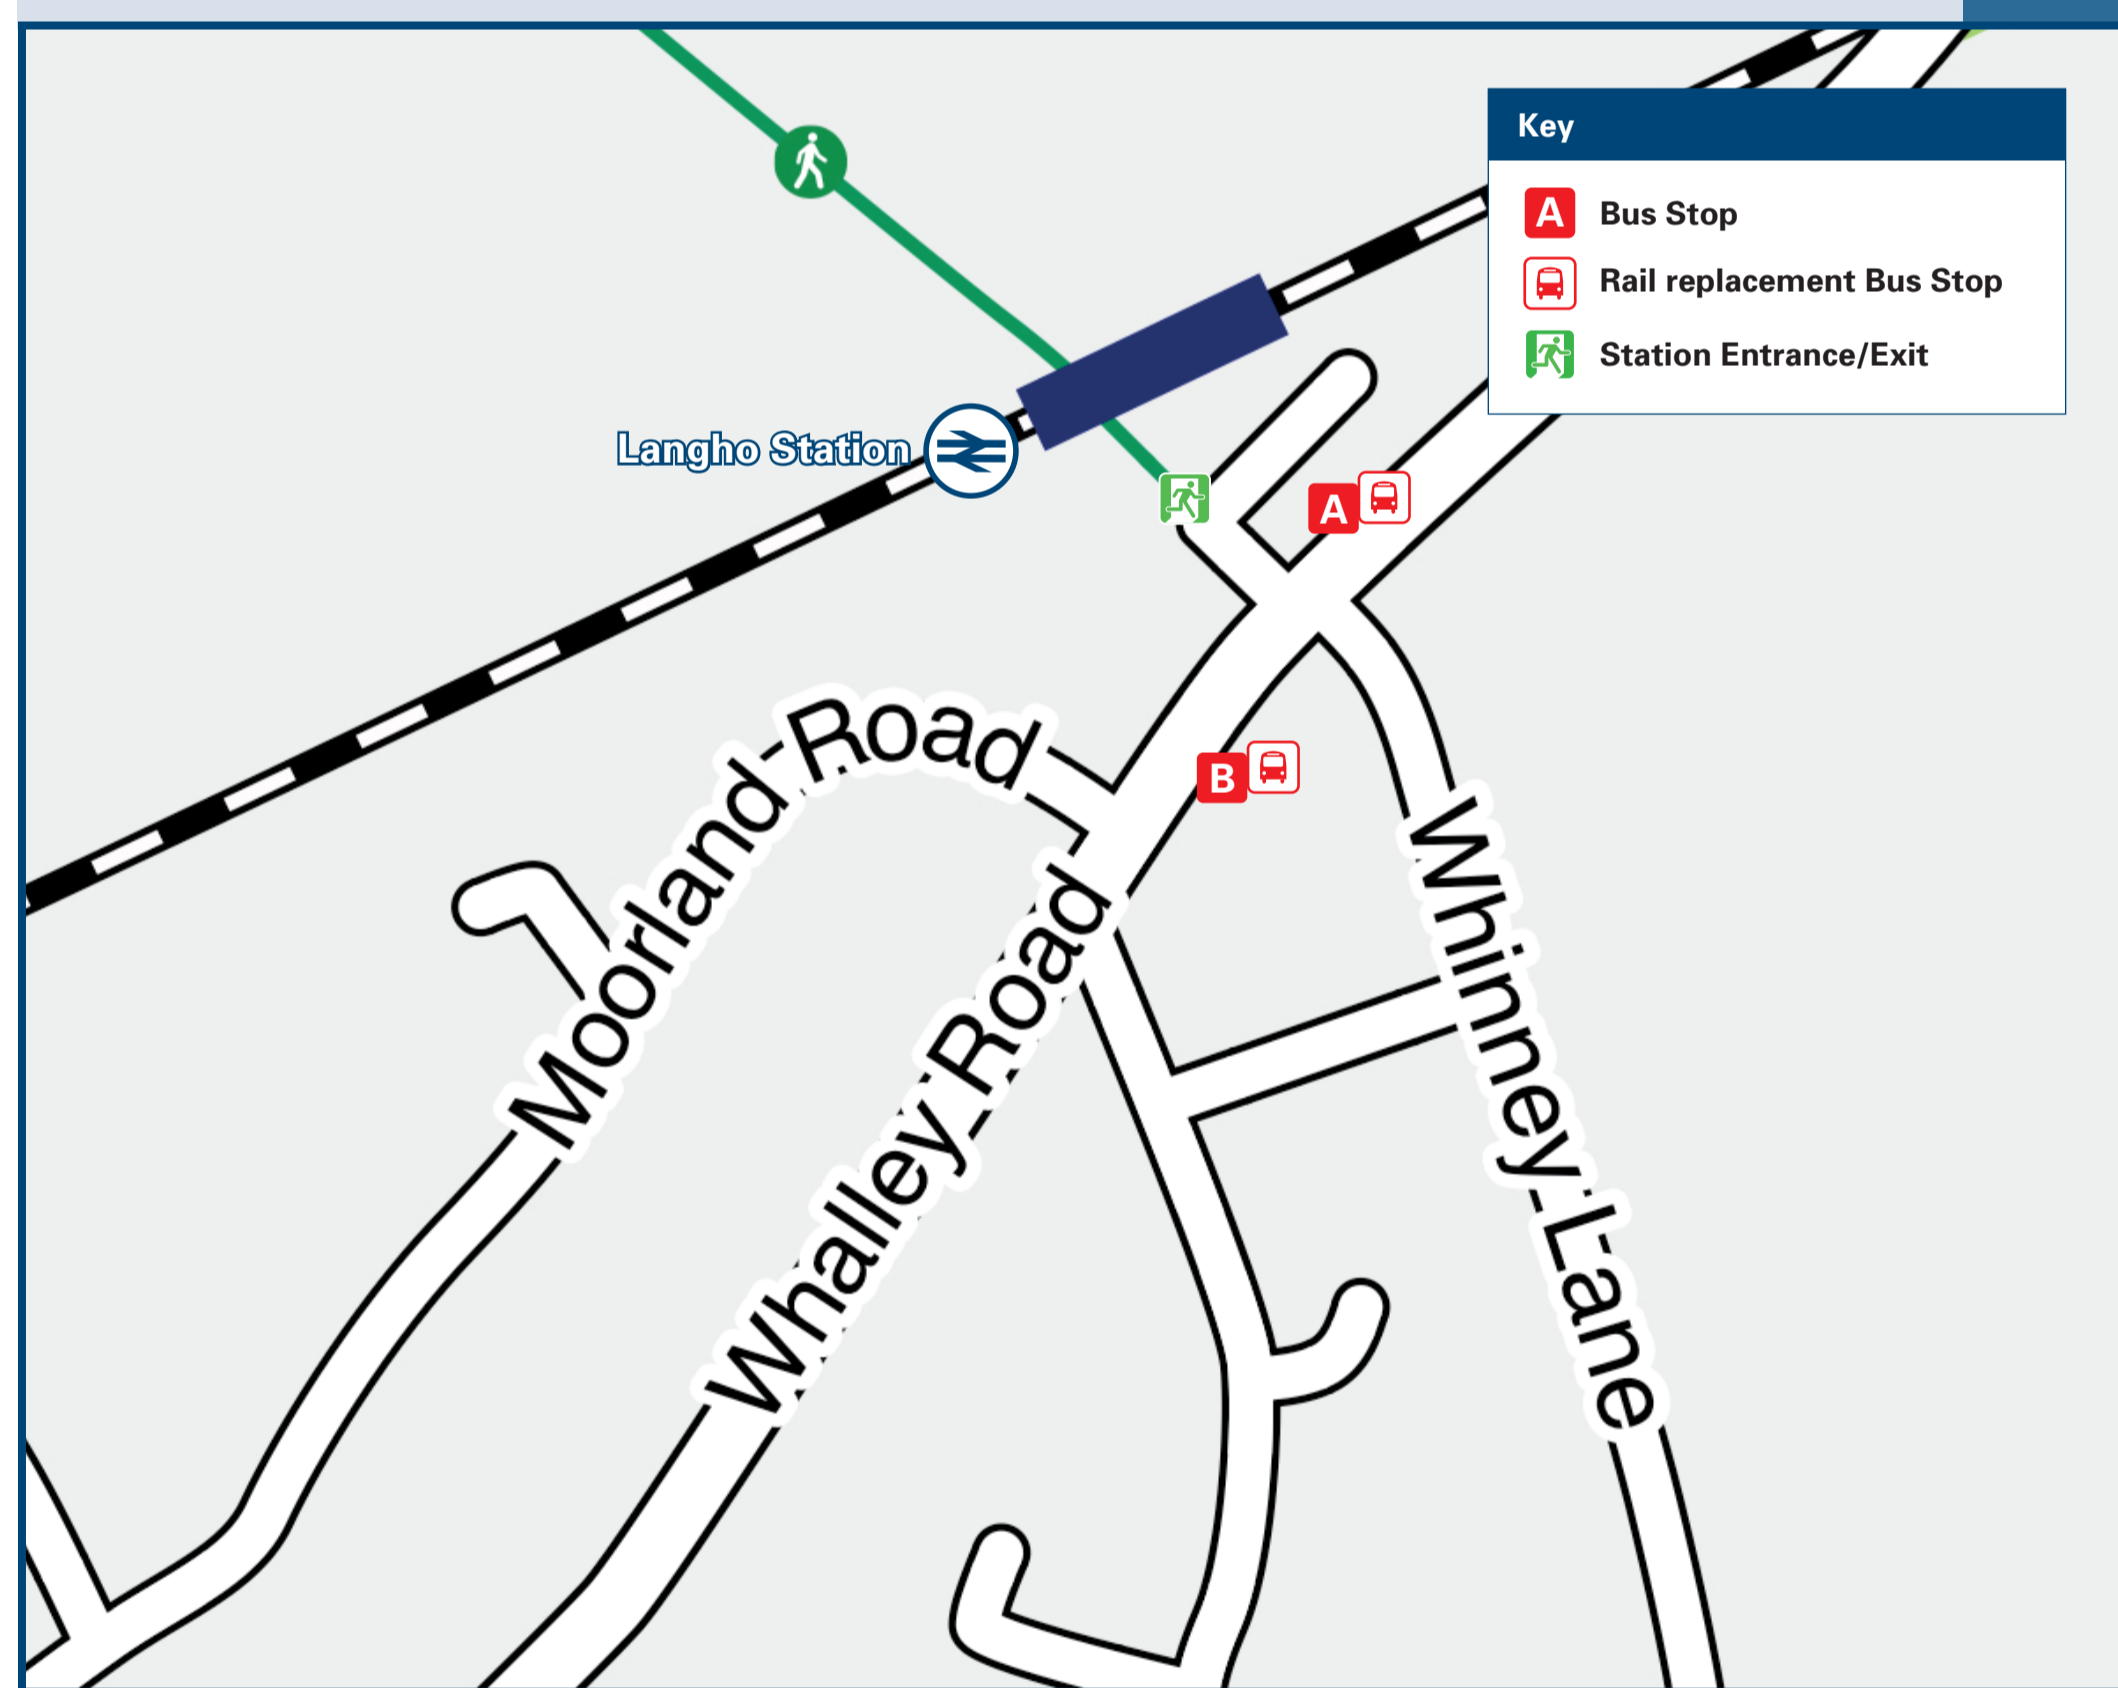 Key
A Bus Stop
Rail replacement Bus Stop
Station Entrance/Exit
Langho Station
A
B
Moorland Road
Whalley Road
Whinney Lane